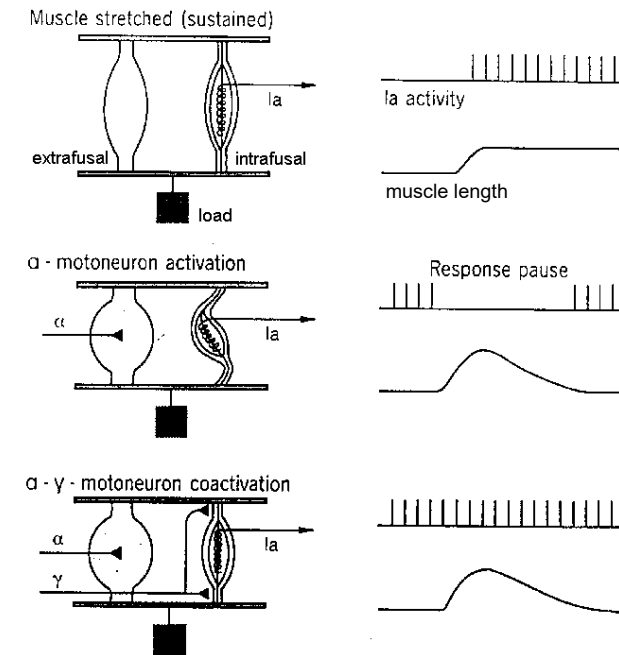 Muscle stretched (sustained)
Ia
Ia activity
extrafusal
intrafusal
muscle length
load
α - motoneuron activation
Response pause
α
Ia
α - γ - motoneuron coactivation
α
Ia
γ